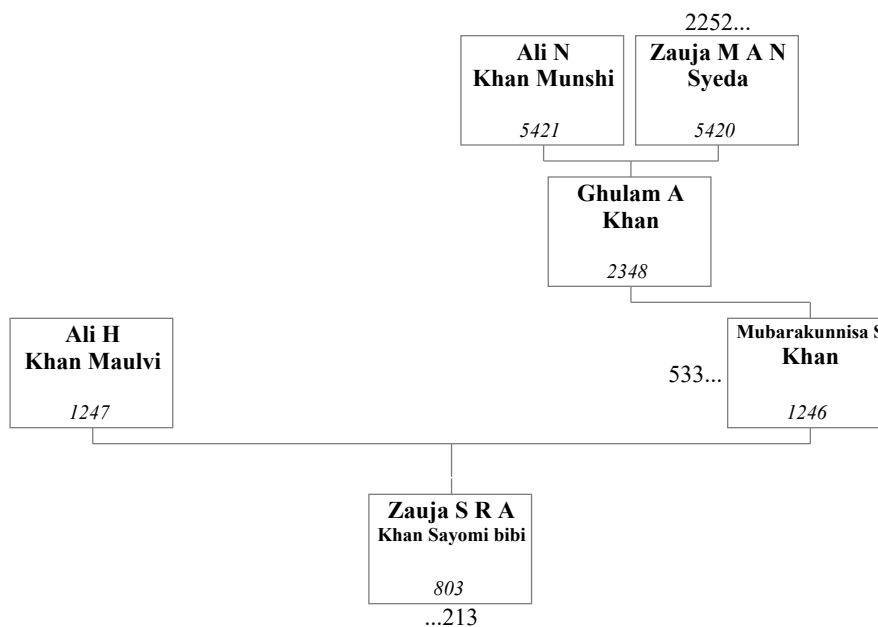 2252...
Ali N
Khan Munshi
5421
Zauja M A N
Syeda
5420
Ghulam A
Khan
2348
Ali H
Khan Maulvi
1247
533...
Mubarakunnisa S
Khan
1246
Zauja S R A
Khan Sayomi bibi
803
...213